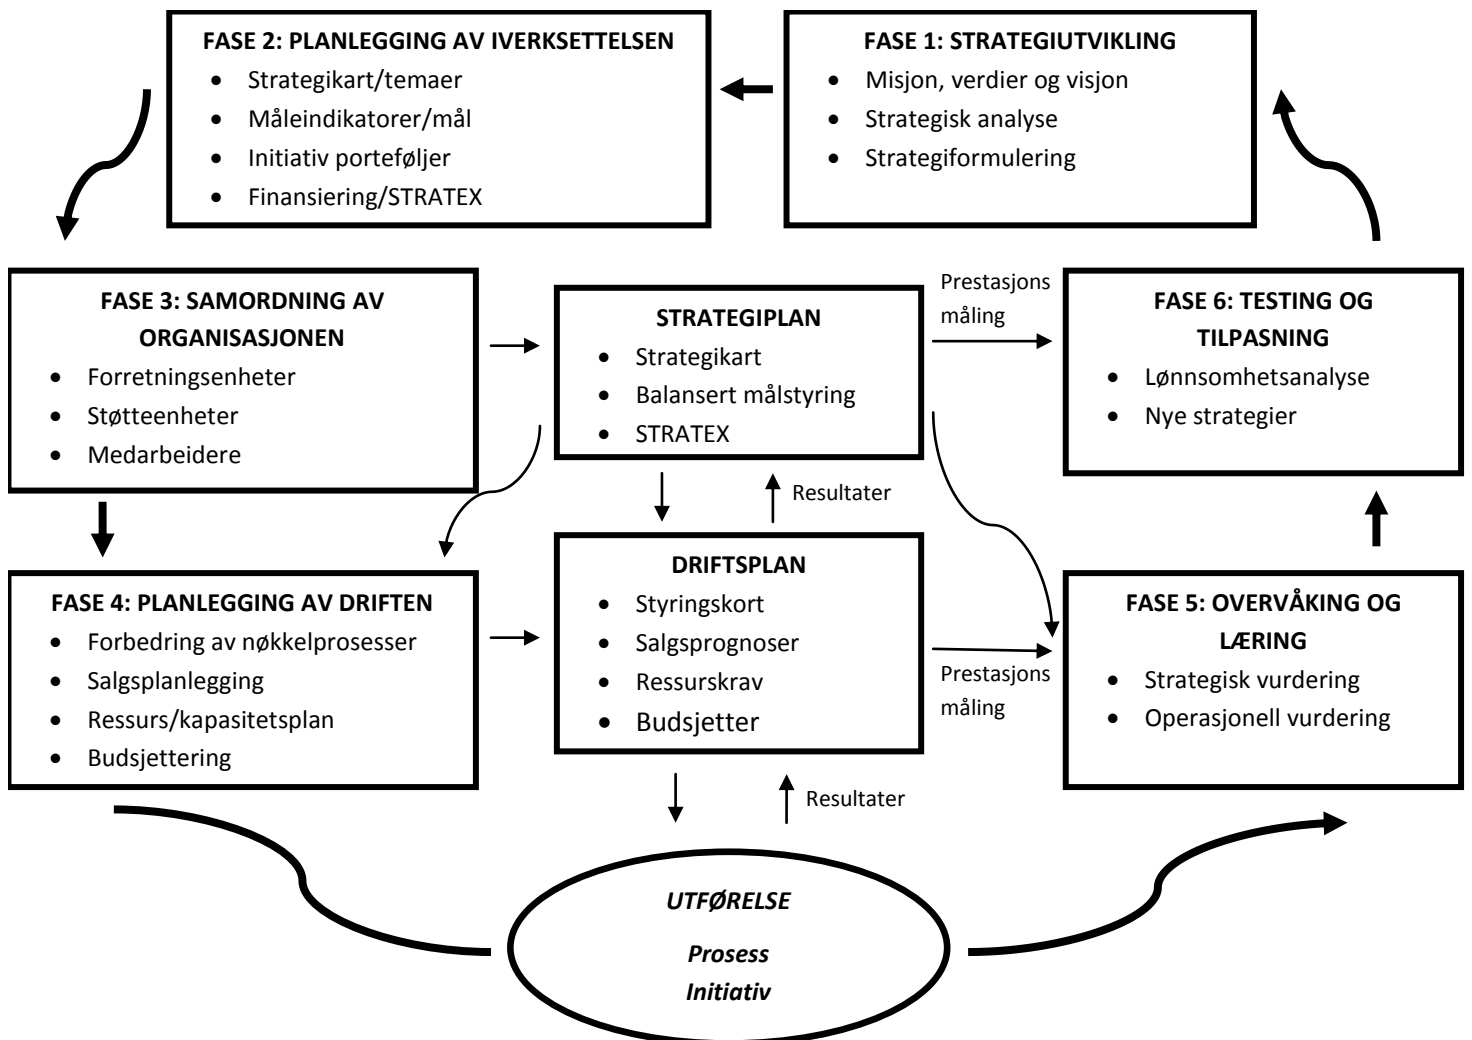 FASE 2: PLANLEGGING AV IVERKSETTELSEN
• Strategikart/temaer
• Måleindikatorer/mål
• Initiativ porteføljer
• Finansiering/STRATEX
FASE 1: STRATEGIUTVIKLING
• Misjon, verdier og visjon
• Strategisk analyse
• Strategiformulering
FASE 3: SAMORDNING AV
ORGANISASJONEN
• Forretningsenheter
• Støtteenheter
• Medarbeidere
STRATEGIPLAN
• Strategikart
• Balansert målstyring
• STRATEX
Prestasjons
måling
FASE 6: TESTING OG
TILPASNING
• Lønnsomhetsanalyse
• Nye strategier
Resultater
FASE 4: PLANLEGGING AV DRIFTEN
• Forbedring av nøkkelprosesser
• Salgsplanlegging
• Ressurs/kapasitetsplan
• Budsjettering
DRIFTSPLAN
• Styringskort
• Salgsprognoser
• Ressurskrav
• Budsjetter
Prestasjons
måling
FASE 5: OVERVÅKING OG
LÆRING
• Strategisk vurdering
• Operasjonell vurdering
Resultater
UTFØRELSE
Prosess
Initiativ